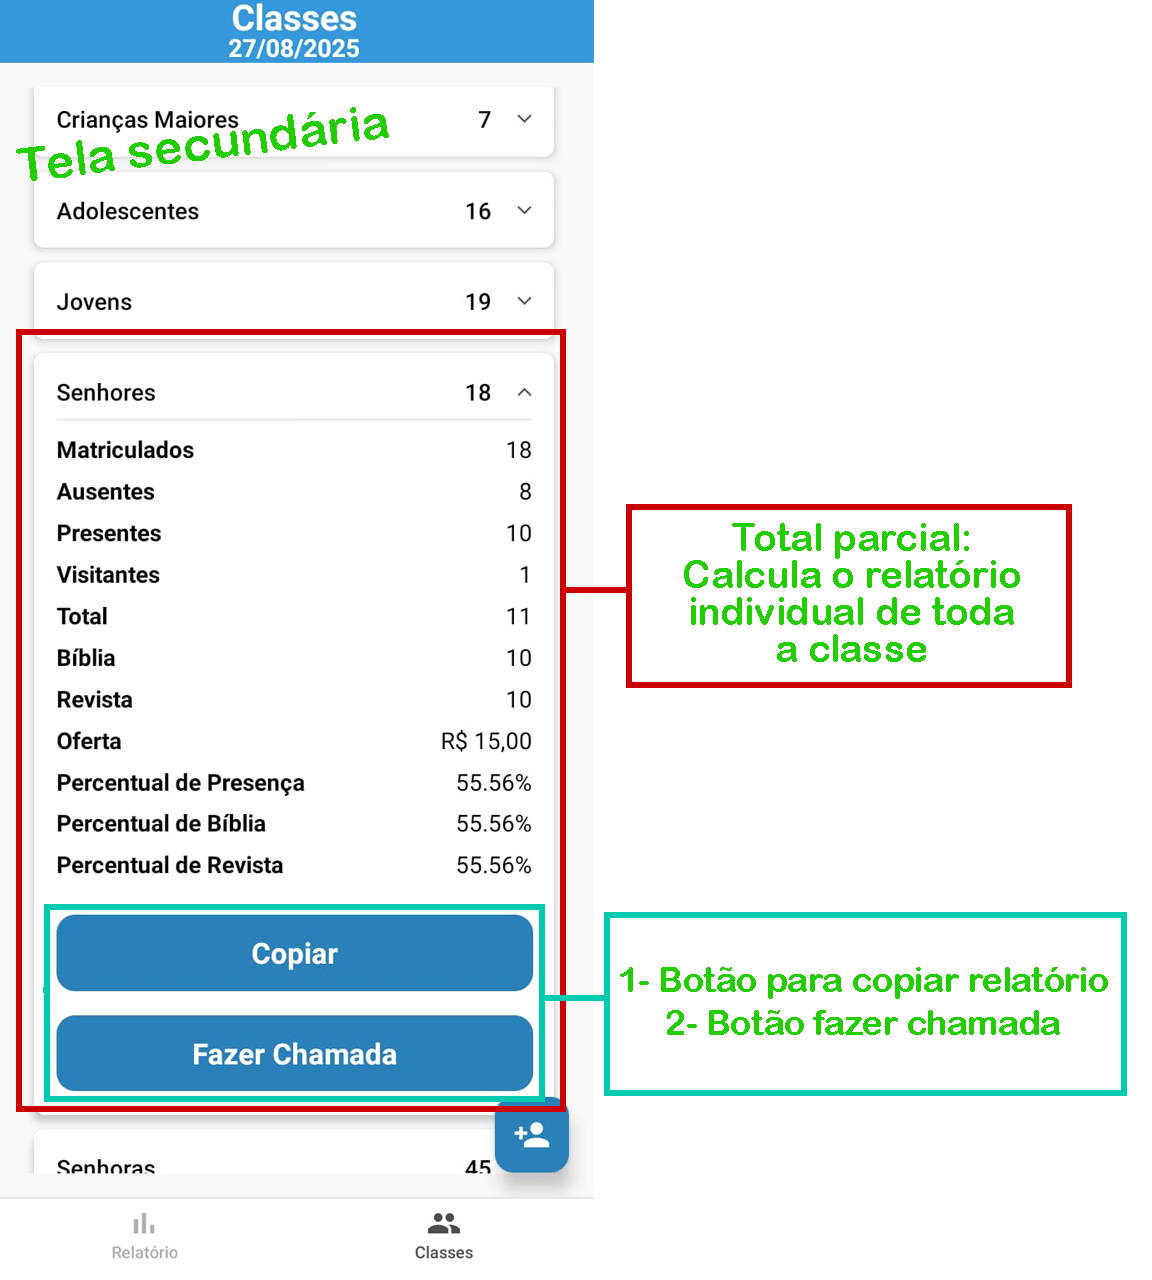 Classes
27/08/2025
Crianças Maiores 7
Tela secundária
Adolescentes 16
Jovens 19
Senhores 18
Matriculados 18
Ausentes 8
Presentes 10
Visitantes 1
Total 11
Bíblia 10
Revista 10
Oferta R$ 15,00
Percentual de Presença 55.56%
Percentual de Bíblia 55.56%
Percentual de Revista 55.56%
Copiar
Fazer Chamada
Senhoras 45
Relatório
Classes
Total parcial:
Calcula o relatório
individual de toda
a classe
1- Botão para copiar relatório
2- Botão fazer chamada